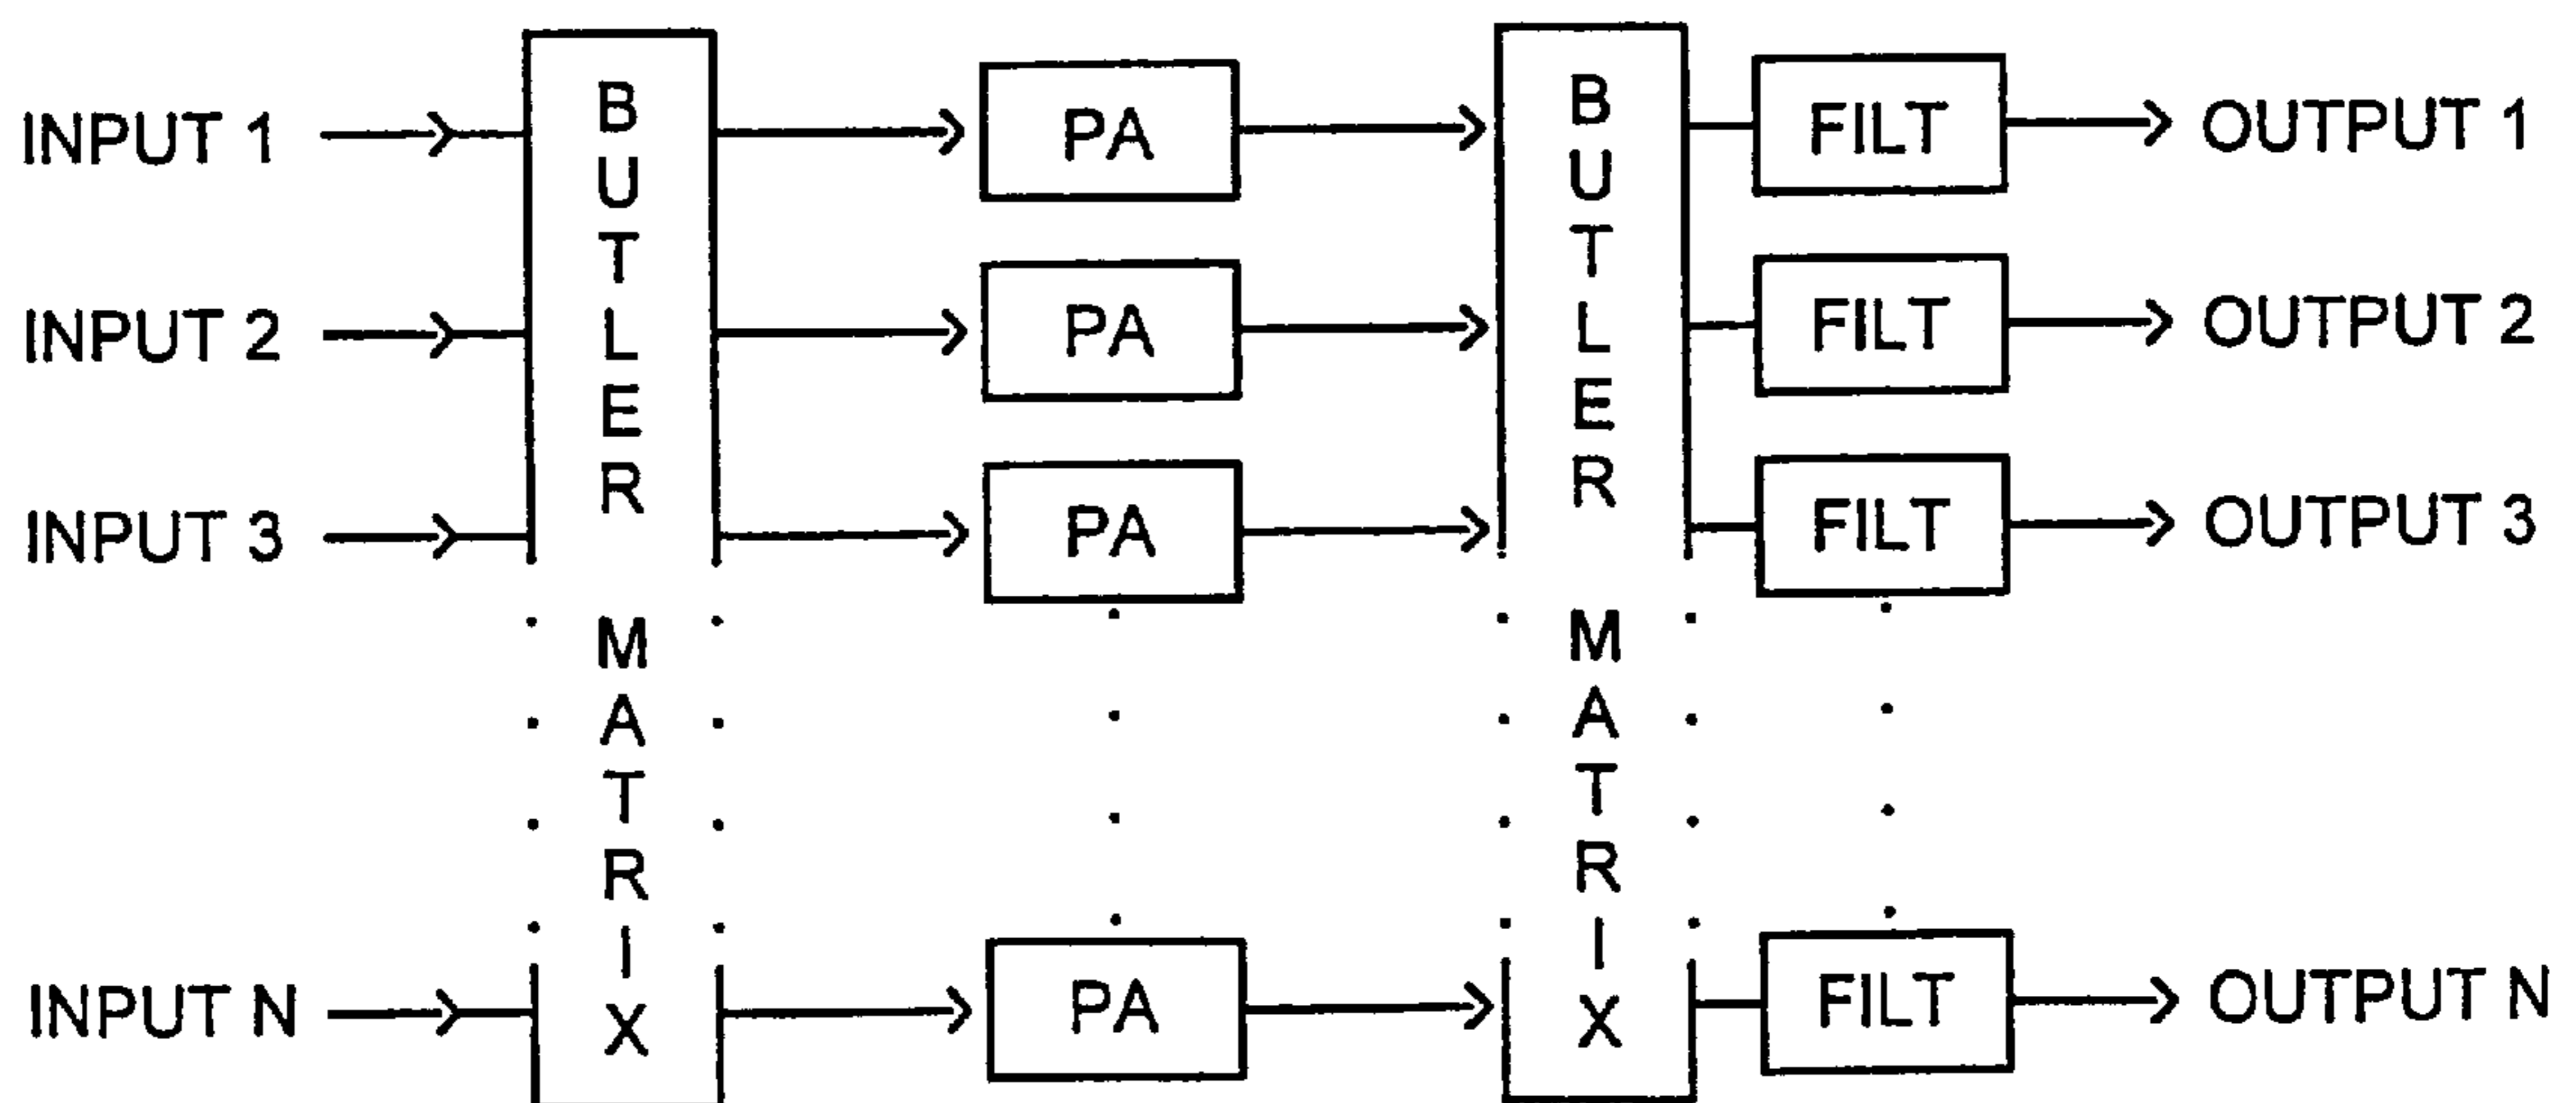 INPUT 1
INPUT 2
INPUT 3
INPUT N
BUTLER MATRIX
PA
PA
PA
PA
BUTLER MATRIX
FILT
FILT
FILT
FILT
OUTPUT 1
OUTPUT 2
OUTPUT 3
OUTPUT N